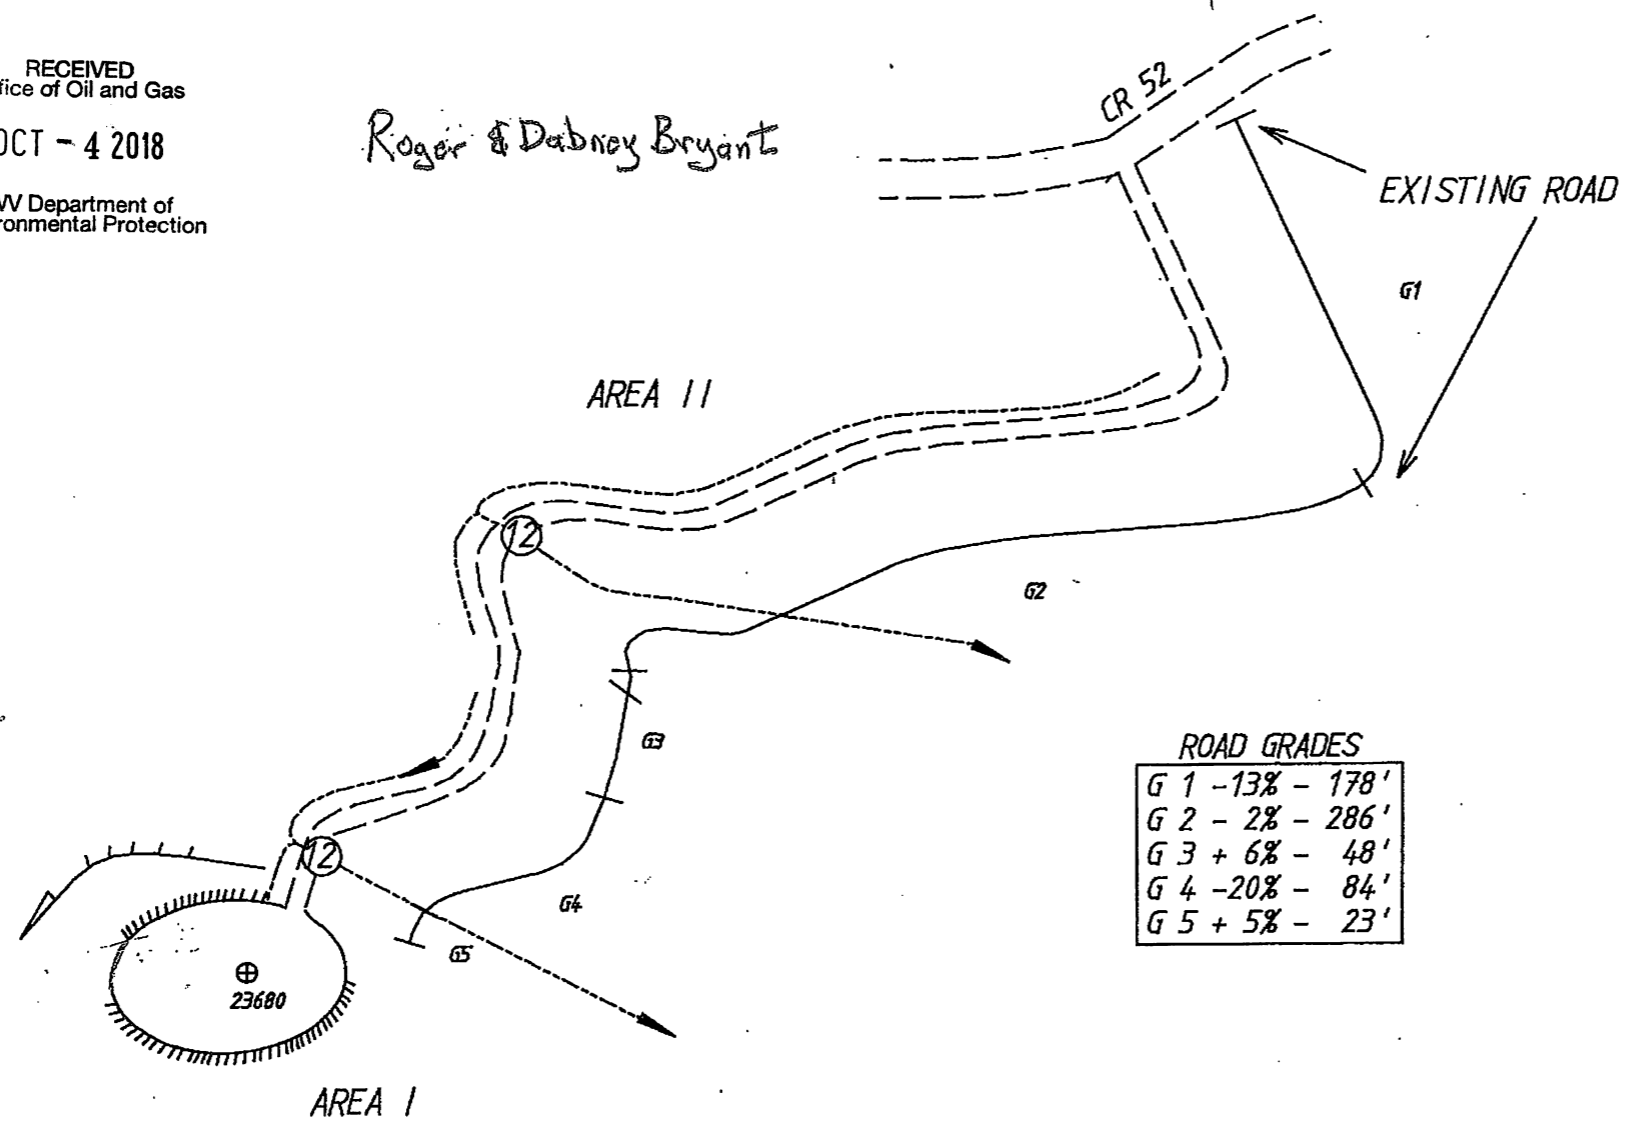 RECEIVED
fice of Oil and Gas
OCT - 4 2018
Department of
ronmental Protection
Roger & Dabney Bryant
CR 52
EXISTING ROAD
G1
AREA II
12
G2
G3
ROAD GRADES
G 1 -13% - 178'
G 2 - 2% - 286'
G 3 + 6% - 48'
G 4 -20% - 84'
G 5 + 5% - 23'
12
G4
G5
23680
AREA I